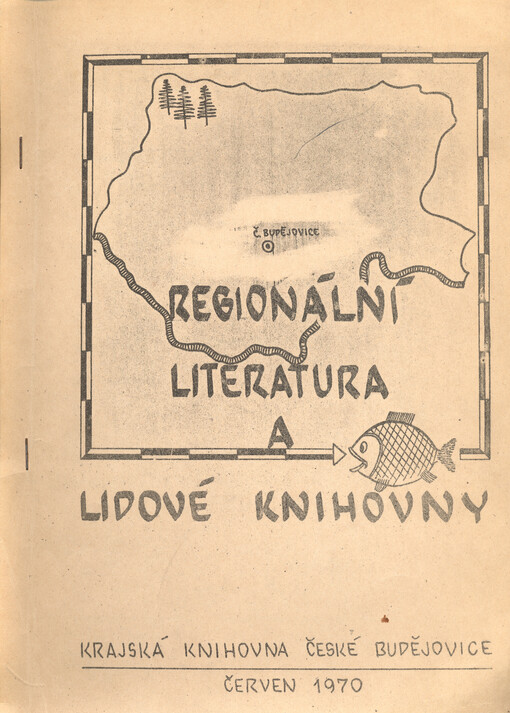 Č. BUDĚJOVICE
REGIONÁLNÍ
LITERATURA
A
LIDOVÉ KNIHOVNY
KRAJSKÁ KNIHOVNA ČESKÉ BUDĚJOVICE
ČERVEN 1970